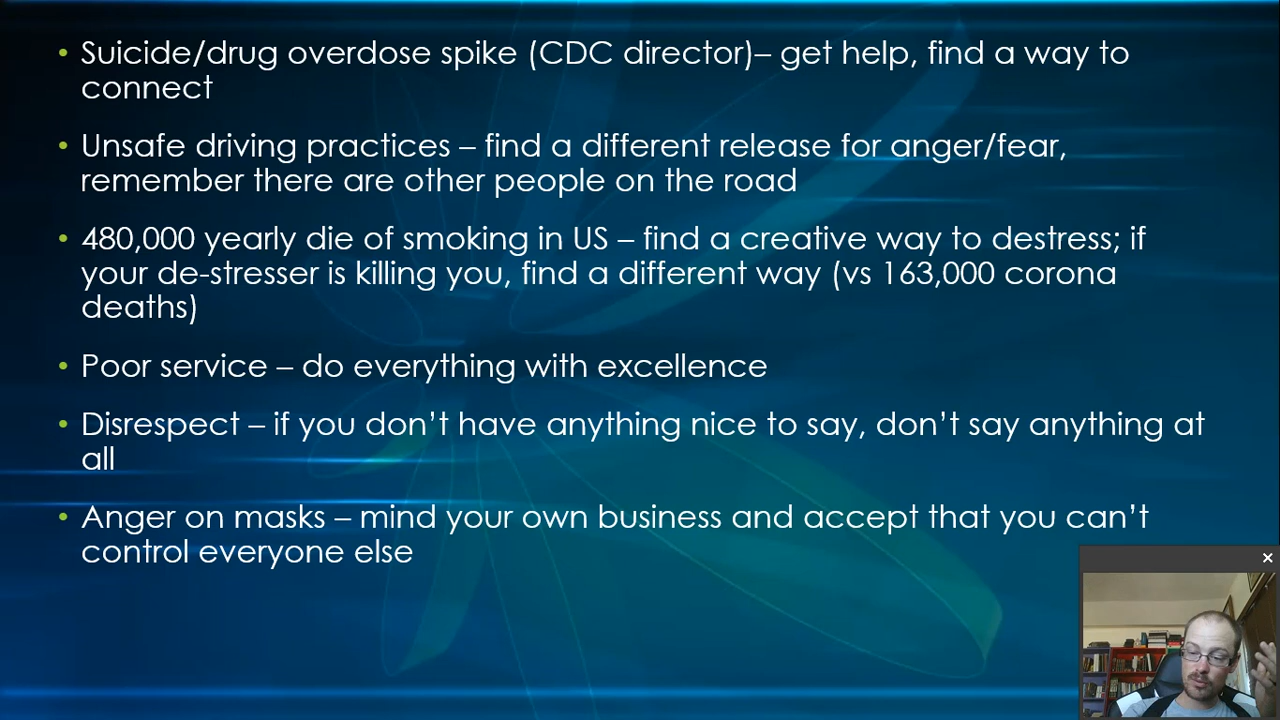 • Suicide/drug overdose spike (CDC director)– get help, find a way to
connect
• Unsafe driving practices – find a different release for anger/fear,
remember there are other people on the road
• 480,000 yearly die of smoking in US – find a creative way to destress; if
your de-stresser is killing you, find a different way (vs 163,000 corona
deaths)
• Poor service – do everything with excellence
• Disrespect – if you don’t have anything nice to say, don’t say anything at
all
• Anger on masks – mind your own business and accept that you can’t
control everyone else